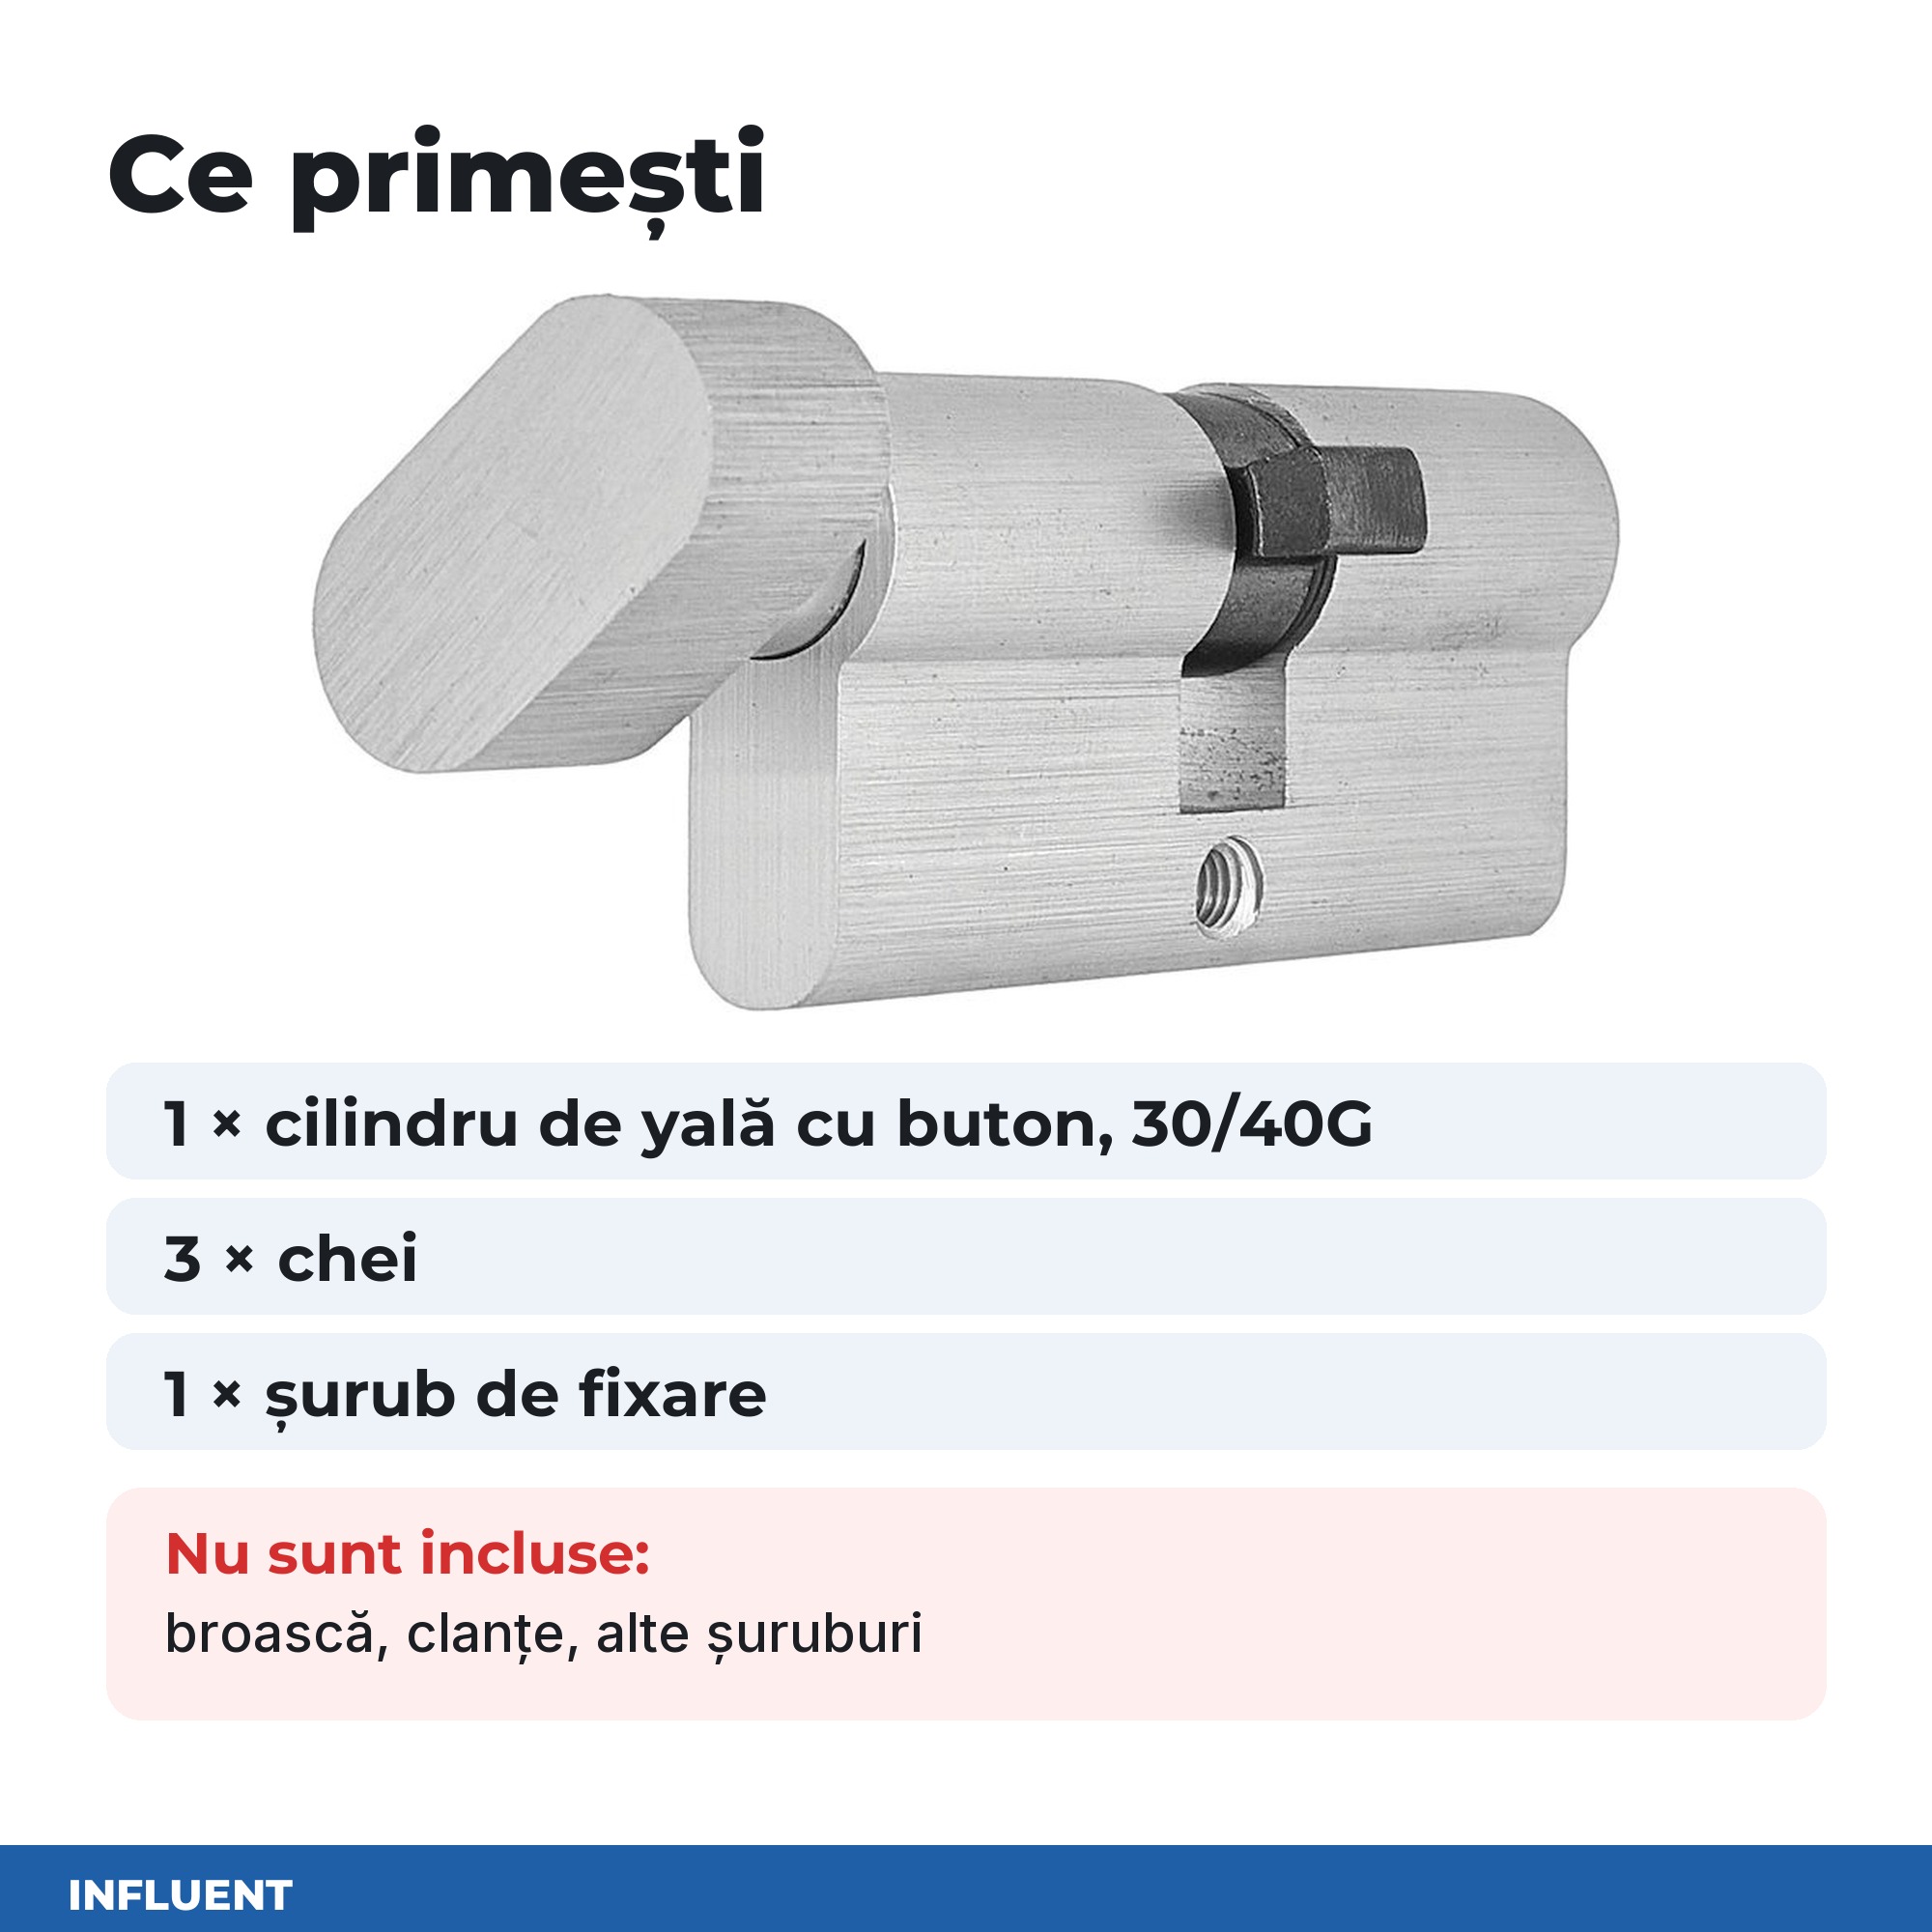 Ce primești
1 × cilindru de yală cu buton, 30/40G
3 × chei
1 × șurub de fixare
Nu sunt incluse:
broască, clanțe, alte șuruburi
INFLUENT